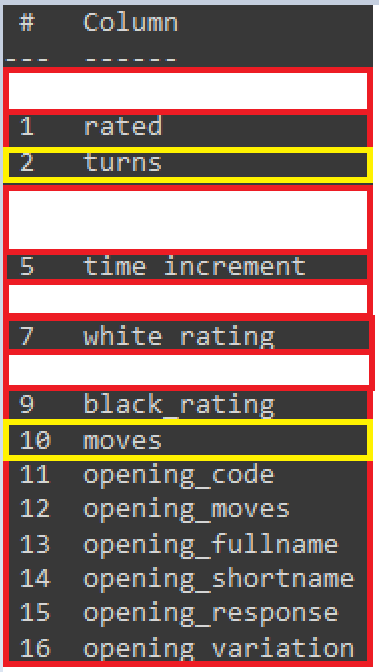 # Column
--- ------
1 rated
2 turns
5 time increment
7 white rating
9 black_rating
10 moves
11 opening_code
12 opening_moves
13 opening_fullname
14 opening_shortname
15 opening_response
16 opening variation